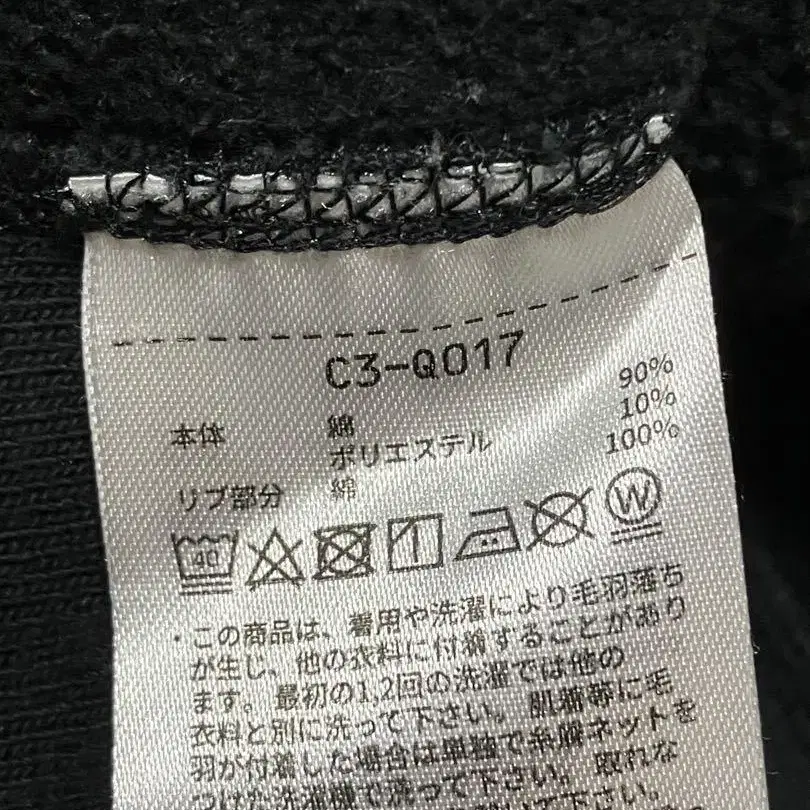 C3-Q017
本体 綿 90%
ポリエステル 10%
リブ部分 綿 100%
40 W
・この商品は、着用や洗濯により毛羽落ち
が生じ、他の衣料に付着することがあり
ます。最初の1,2回の洗濯では他の
衣料と別に洗って下さい。肌着等に毛
羽が付着した場合は単独で糸屑ネットを
つけた洗濯機で洗って下さい。取れな